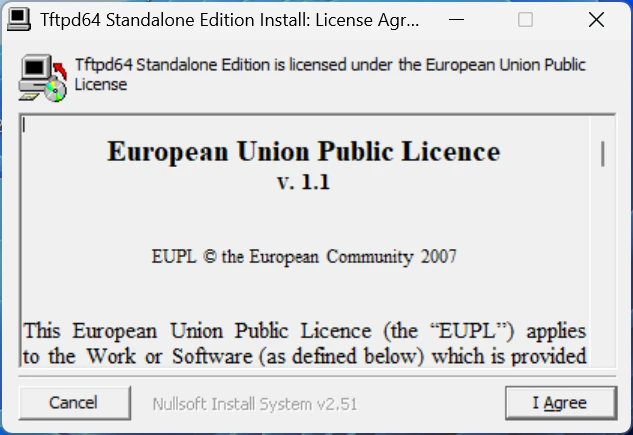 Tftpd64 Standalone Edition Install: License Agr...
Tftpd64 Standalone Edition is licensed under the European Union Public
License
European Union Public Licence
v. 1.1
EUPL © the European Community 2007
This European Union Public Licence (the “EUPL”) applies
to the Work or Software (as defined below) which is provided
Cancel
Nullsoft Install System v2.51
I Agree